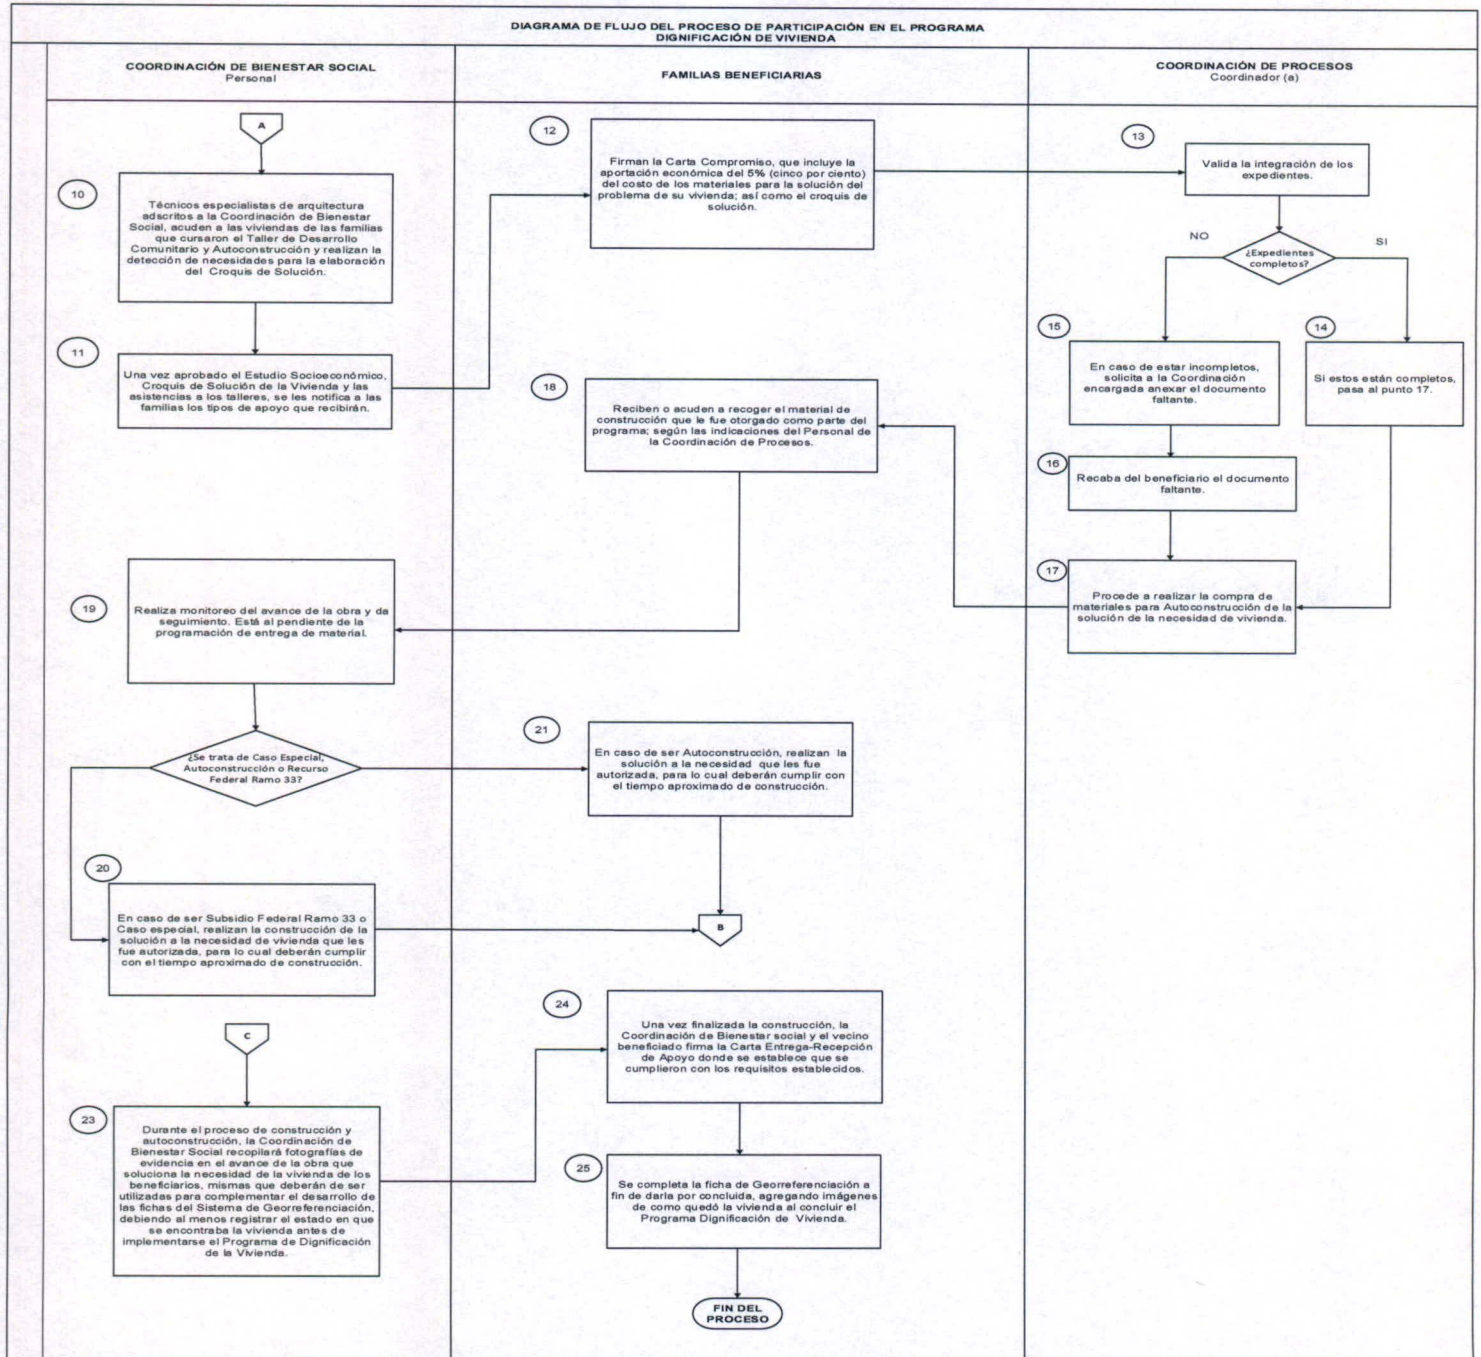 DIAGRAMA DE FLUJO DEL PROCESO DE PARTICIPACIÓN EN EL PROGRAMA
DIGNIFICACIÓN DE VIVIENDA
COORDINACIÓN DE BIENESTAR SOCIAL
Personal
FAMILIAS BENEFICIARIAS
COORDINACIÓN DE PROCESOS
Coordinador (a)
A
10
Técnicos especialistas de arquitectura
adscritos a la Coordinación de Bienestar
Social, acuden a las viviendas de las familias
que cursaron el Taller de Desarrollo
Comunitario y Autoconstrucción y realizan la
detección de necesidades para la elaboración
del Croquis de Solución.
11
Una vez aprobado el Estudio Socioeconómico,
Croquis de Solución de la Vivienda y las
asistencias a los talleres, se les notifica a las
familias los tipos de apoyo que recibirán.
12
Firman la Carta Compromiso, que incluye la
aportación económica del 5% (cinco por ciento)
del costo de los materiales para la solución del
problema de su vivienda; así como el croquis de
solución.
13
Valida la integración de los
expedientes.
¿Expedientes
completos?
NO
SI
15
En caso de estar incompletos,
solicita a la Coordinación
encargada anexar el documento
faltante.
14
Si estos están completos,
pasa al punto 17.
16
Recaba del beneficiario el documento
faltante.
17
Procede a realizar la compra de
materiales para Autoconstrucción de la
solución de la necesidad de vivienda.
18
Reciben o acuden a recoger el material de
construcción que le fue otorgado como parte del
programa; según las indicaciones del Personal de
la Coordinación de Procesos.
19
Realiza monitoreo del avance de la obra y da
seguimiento. Está al pendiente de la
programación de entrega de material.
¿Se trata de Caso Especial,
Autoconstrucción o Recurso
Federal Ramo 33?
20
En caso de ser Subsidio Federal Ramo 33 o
Caso especial, realizan la construcción de la
solución a la necesidad de vivienda que les
fue autorizada, para lo cual deberán cumplir
con el tiempo aproximado de construcción.
21
En caso de ser Autoconstrucción, realizan la
solución a la necesidad que les fue
autorizada, para lo cual deberán cumplir con
el tiempo aproximado de construcción.
B
C
23
Durante el proceso de construcción y
autoconstrucción, la Coordinación de
Bienestar Social recopilará fotografías de
evidencia en el avance de la obra que
soluciona la necesidad de la vivienda de los
beneficiarios, mismas que deberán de ser
utilizadas para complementar el desarrollo de
las fichas del Sistema de Georreferenciación,
debiendo al menos registrar el estado en que
se encontraba la vivienda antes de
implementarse el Programa de Dignificación
de la Vivienda.
24
Una vez finalizada la construcción, la
Coordinación de Bienestar social y el vecino
beneficiado firma la Carta Entrega-Recepción
de Apoyo donde se establece que se
cumplieron con los requisitos establecidos.
25
Se completa la ficha de Georreferenciación a
fin de darla por concluida, agregando imágenes
de como quedó la vivienda al concluir el
Programa Dignificación de Vivienda.
FIN DEL
PROCESO